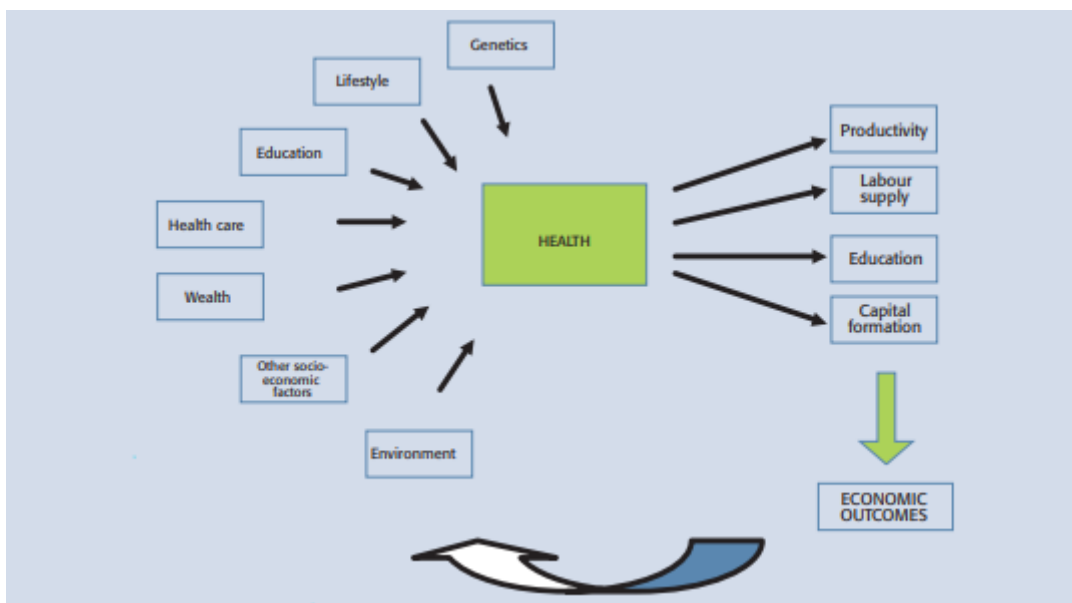 Genetics
Lifestyle
Education
Health care
Wealth
Other socio-
economic
factors
Environment
HEALTH
Productivity
Labour
supply
Education
Capital
formation
ECONOMIC
OUTCOMES